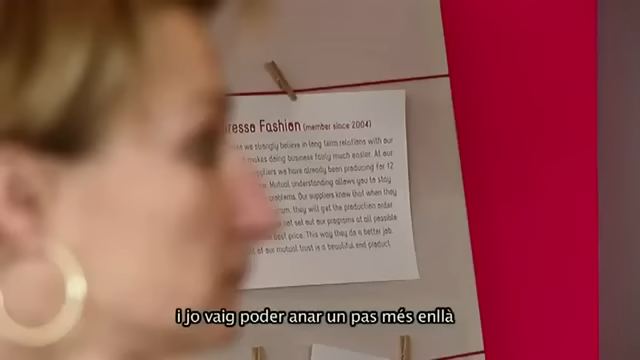 Fashion (member since 2004)
we strongly believe in long term relations with our
makes doing business fairly much easier. At our
we have already been producing for 12
Mutual understanding allows you to stay
Our suppliers know that when they
they will get the production order
set out our programs at all possible
best price. This way they do a better job.
of our mutual trust is a beautiful end product
i jo vaig poder anar un pas més enllà